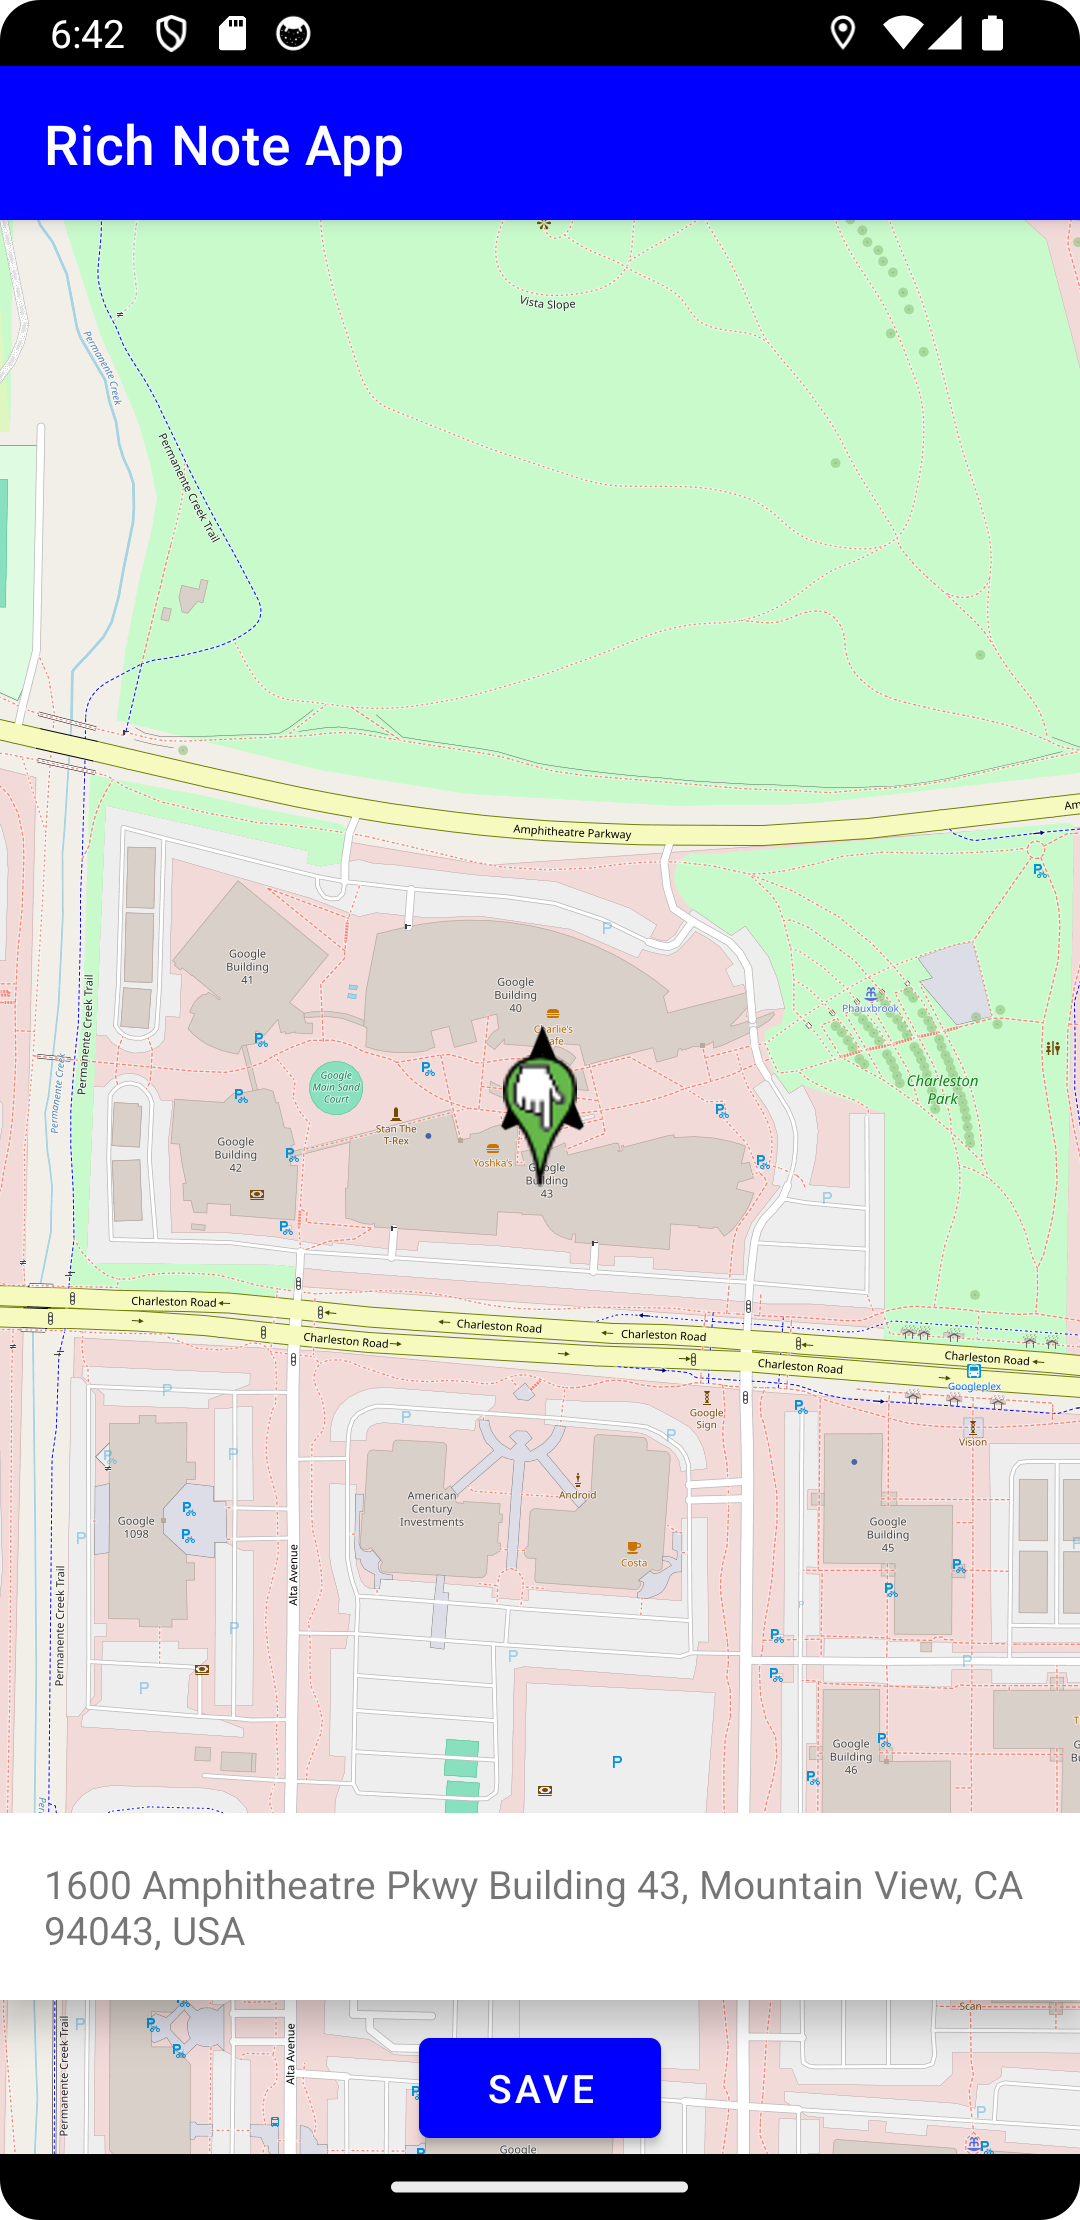 6:42
Rich Note App
Vista Slope
Permanente Creek
Permanente Creek Trail
Amphitheatre Parkway
Am
Google
Building
41
Google
Building
40
Charlie's
P
Phauxbrook
Charleston
Park
Permanente Creek Trail
Permanente Creek
Google
Main Sand
Court
Stan The
T-Rex
Yoshka's
Google
Building
42
Google
Building
43
P
Charleston Road
Charleston Road
Charleston Road
Charleston Road
Charleston Road
Charleston Road
Googleplex
Google
Sign
Vision
P
P
P
P
American
Century
Investments
Android
Costa
Google
1098
Google
Building
45
Alta Avenue
Permanente Creek Trail
P
P
P
P
P
P
Google
Building
46
1600 Amphitheatre Pkwy Building 43, Mountain View, CA
94043, USA
Scan
Permanente Creek Trail
Alta Avenue
P
P
SAVE
Google